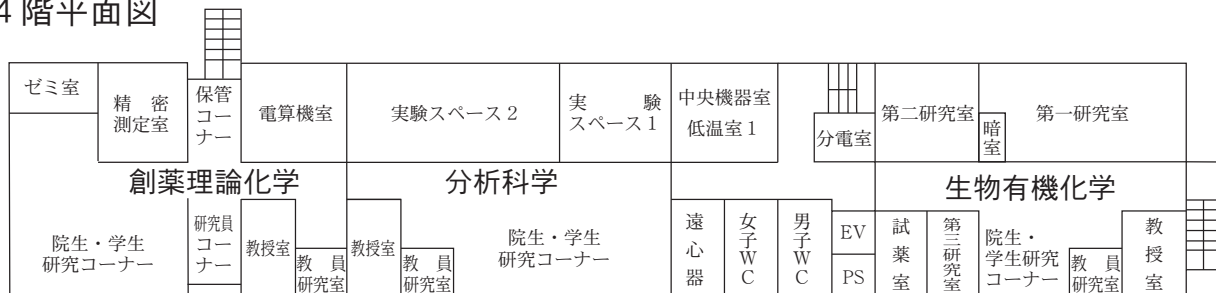 4階平面図
ゼミ室
精 密
測定室
保管
コー
ナー
電算機室
実験スペース2
実 験
スペース1
中央機器室
低温室1
分電室
第二研究室
暗
室
第一研究室
創薬理論化学
分析科学
生物有機化学
院生・学生
研究コーナー
研究員
コー
ナー
教授室
教 員
研究室
教授室
教 員
研究室
院生・学生
研究コーナー
遠
心
器
女
子
W
C
男
子
W
C
EV
PS
試
薬
室
第
三
研
究
室
院生・
学生研究
コーナー
教 員
研究室
教
授
室